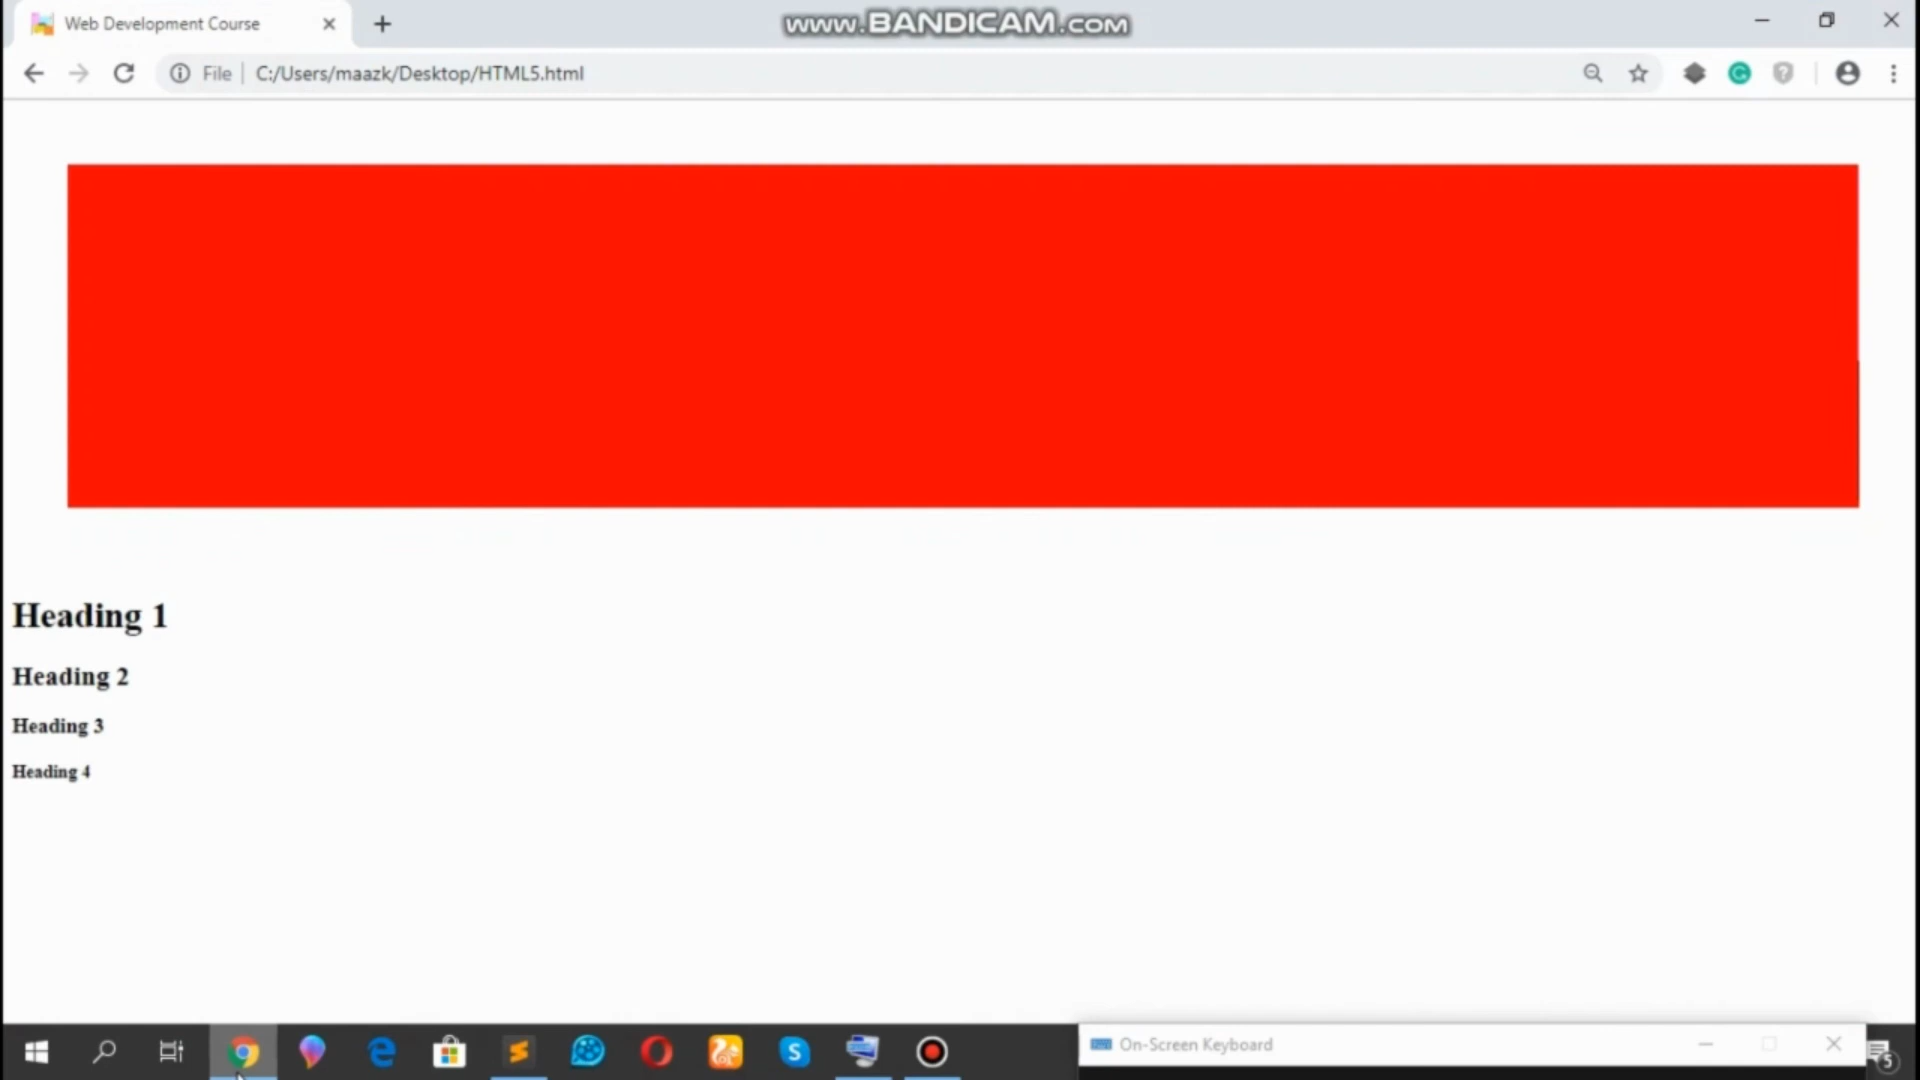 Web Development Course
www.BANDICAM.com
File
C:/Users/maazk/Desktop/HTML5.html
Heading 1
Heading 2
Heading 3
Heading 4
On-Screen Keyboard
5